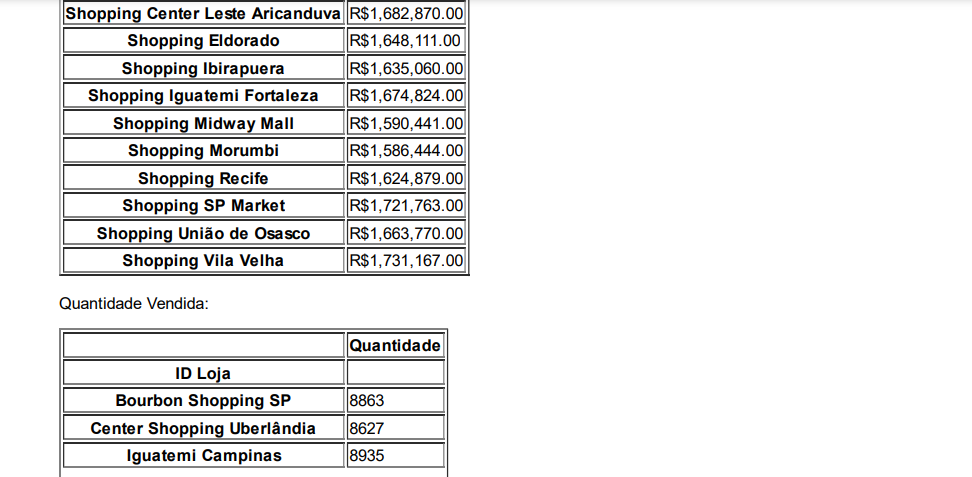 Shopping Center Leste Aricanduva R$1,682,870.00
Shopping Eldorado R$1,648,111.00
Shopping Ibirapuera R$1,635,060.00
Shopping Iguatemi Fortaleza R$1,674,824.00
Shopping Midway Mall R$1,590,441.00
Shopping Morumbi R$1,586,444.00
Shopping Recife R$1,624,879.00
Shopping SP Market R$1,721,763.00
Shopping União de Osasco R$1,663,770.00
Shopping Vila Velha R$1,731,167.00
Quantidade Vendida:
Quantidade
ID Loja
Bourbon Shopping SP 8863
Center Shopping Uberlândia 8627
Iguatemi Campinas 8935